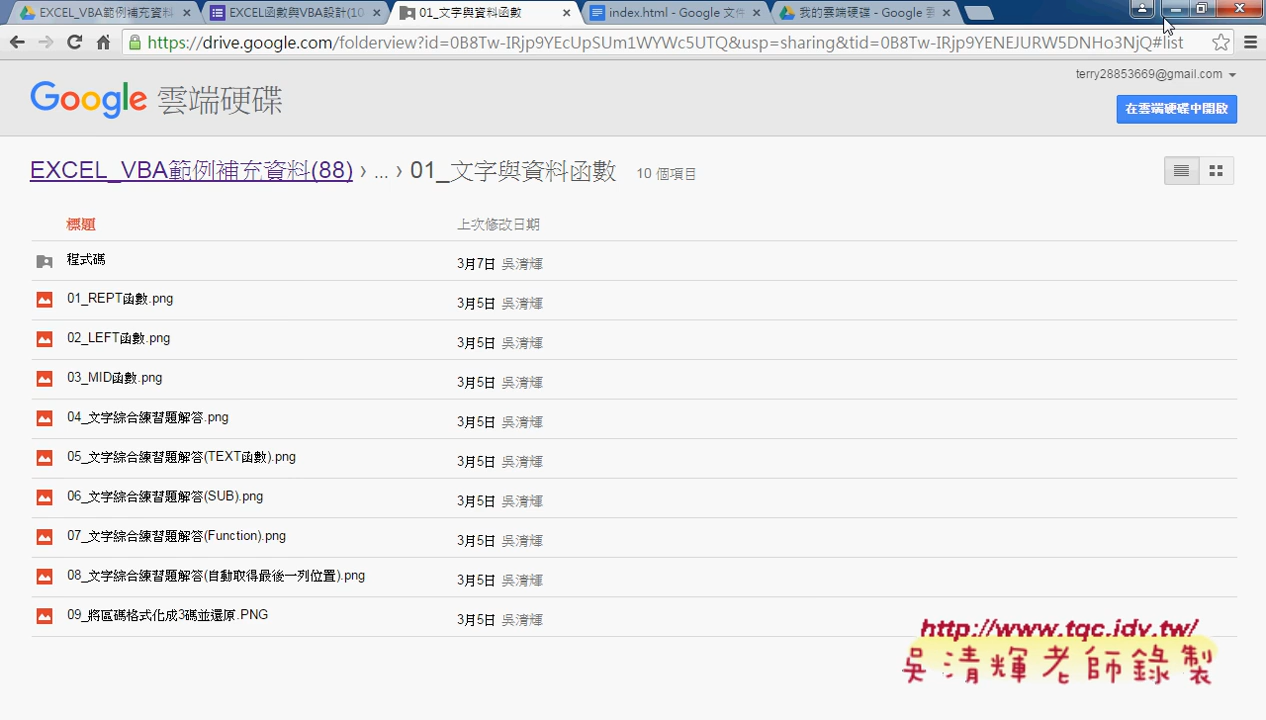 EXCEL_VBA範例補充資料
EXCEL函數與VBA設計(10
01_文字與資料函數
index.html - Google 文件
我的雲端硬碟 - Google 雲
https://drive.google.com/folderview?id=0B8Tw-IRjp9YEcUpSUm1WYWc5UTQ&usp=sharing&tid=0B8Tw-IRjp9YENEJURW5DNHo3NjQ#list
terry28853669@gmail.com
Google 雲端硬碟
在雲端硬碟中開啟
EXCEL_VBA範例補充資料(88) › ... › 01_文字與資料函數 10 個項目
標題 上次修改日期
程式碼 3月7日 吳清輝
01_REPT函數.png 3月5日 吳清輝
02_LEFT函數.png 3月5日 吳清輝
03_MID函數.png 3月5日 吳清輝
04_文字綜合練習題解答.png 3月5日 吳清輝
05_文字綜合練習題解答(TEXT函數).png 3月5日 吳清輝
06_文字綜合練習題解答(SUB).png 3月5日 吳清輝
07_文字綜合練習題解答(Function).png 3月5日 吳清輝
08_文字綜合練習題解答(自動取得最後一列位置).png 3月5日 吳清輝
09_將區碼格式化成3碼並還原.PNG 3月5日 吳清輝
http://www.tqc.idv.tw/
吳清輝老師錄製